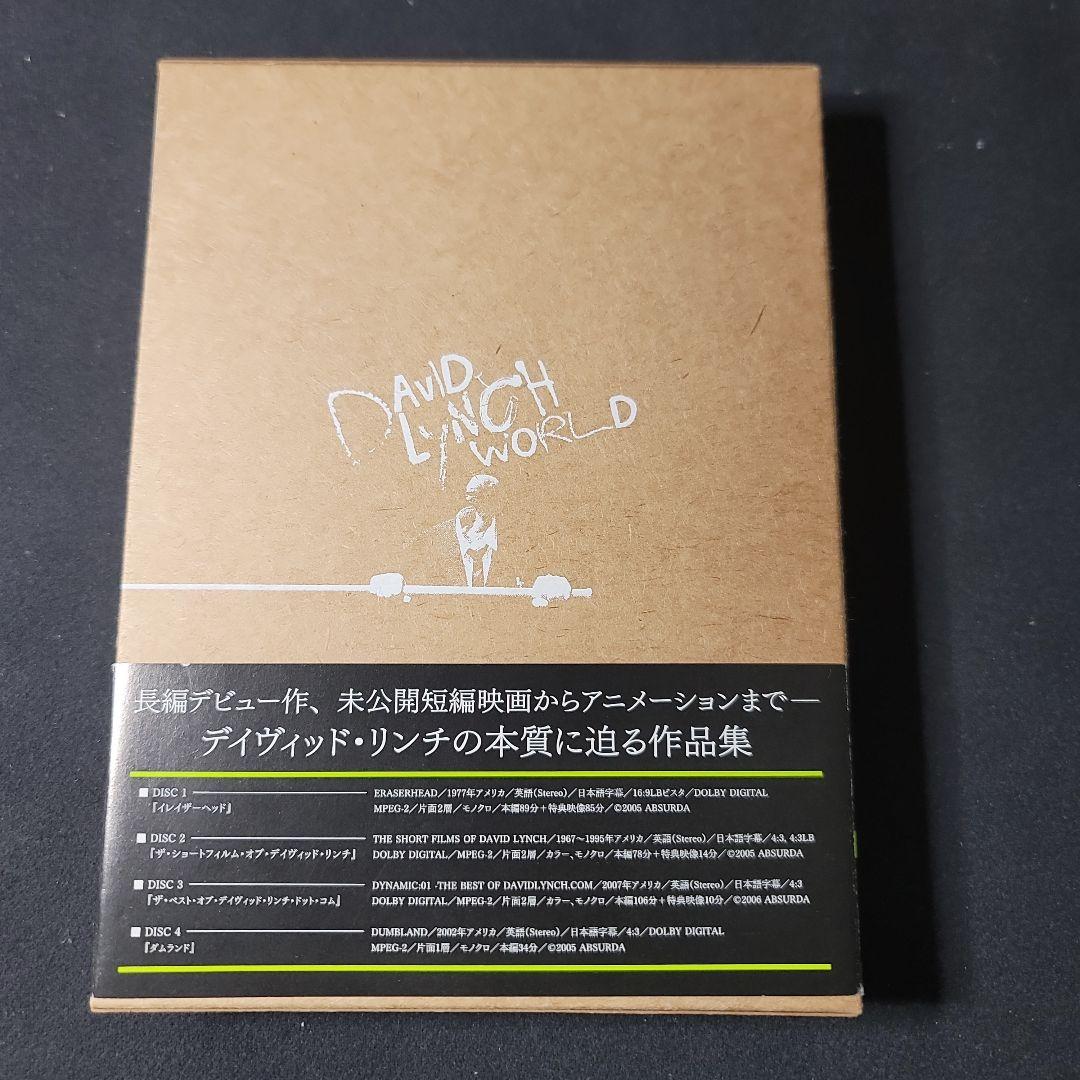 DAVID
LYNCH
WORLD
長編デビュー作、未公開短編映画からアニメーションまで―
デイヴィッド・リンチの本質に迫る作品集
■ DISC 1 ERASERHEAD／1977年アメリカ／英語(Stereo)／日本語字幕／16:9LBビスタ／DOLBY DIGITAL
『イレイザーヘッド』 MPEG-2／片面2層／モノクロ／本編89分＋特典映像85分／©2005 ABSURDA
■ DISC 2 THE SHORT FILMS OF DAVID LYNCH／1967〜1995年アメリカ／英語(Stereo)／日本語字幕／4:3, 4:3LB
『ザ・ショートフィルム・オブ・デイヴィッド・リンチ』 DOLBY DIGITAL／MPEG-2／片面2層／カラー、モノクロ／本編78分＋特典映像14分／©2005 ABSURDA
■ DISC 3 DYNAMIC:01 -THE BEST OF DAVIDLYNCH.COM／2007年アメリカ／英語(Stereo)／日本語字幕／4:3
『ザ・ベスト・オブ・デイヴィッド・リンチ・ドット・コム』 DOLBY DIGITAL／MPEG-2／片面2層／カラー、モノクロ／本編106分＋特典映像10分／©2006 ABSURDA
■ DISC 4 DUMBLAND／2002年アメリカ／英語(Stereo)／日本語字幕／4:3／DOLBY DIGITAL
『ダムランド』 MPEG-2／片面1層／モノクロ／本編34分／©2005 ABSURDA